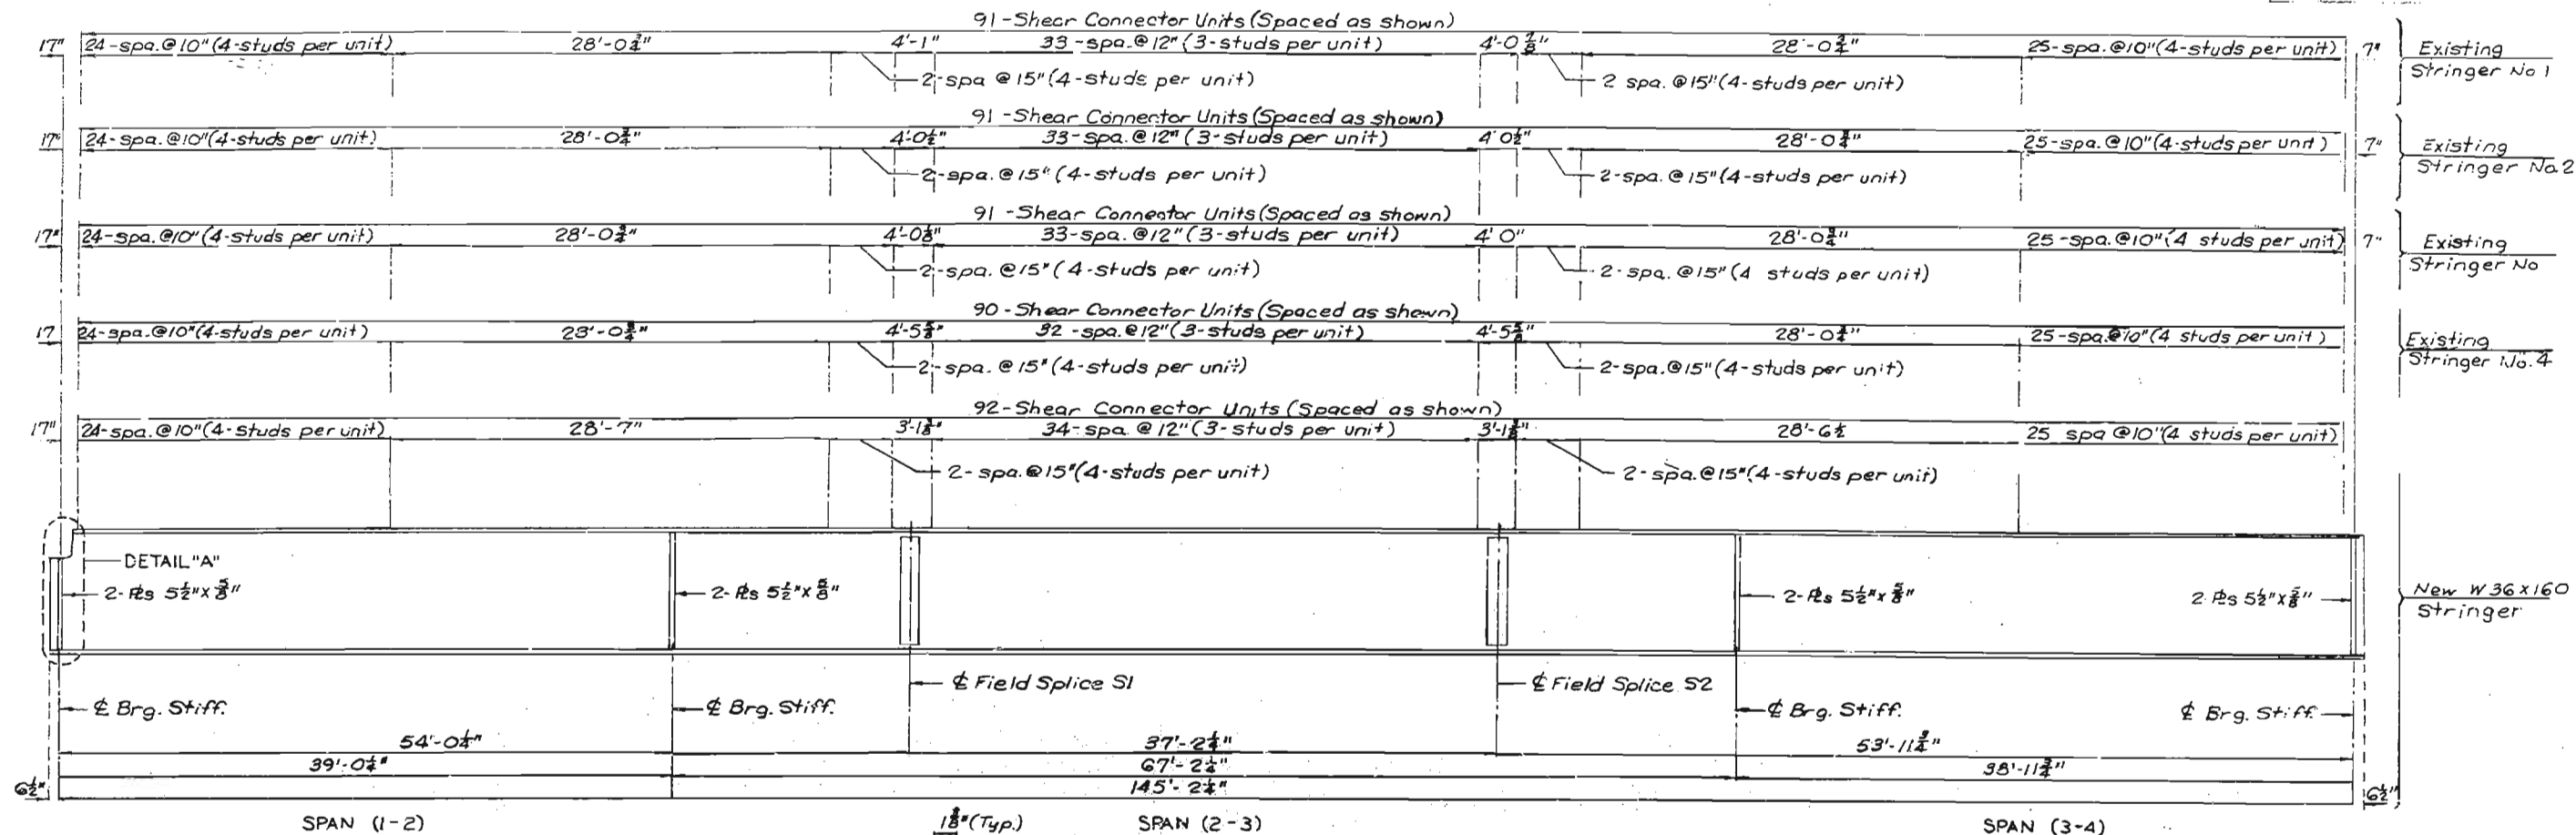 91-Shear Connector Units (Spaced as shown)
17" 24-spa.@10"(4-studs per unit) 28'-0¾" 4'-1" 33-spa.@12"(3-studs per unit) 4'-0⅞" 28'-0¾" 25-spa.@10"(4-studs per unit) 7" Existing
2-spa @15"(4-studs per unit) 2 spa. @15"(4-studs per unit) Stringer No 1
91-Shear Connector Units (Spaced as shown)
17" 24-spa.@10"(4-studs per unit) 28'-0¾" 4'-0½" 33-spa.@12"(3-studs per unit) 4'0½" 28'-0¾" 25-spa.@10"(4-studs per unit) 7" Existing
2-spa.@15"(4-studs per unit) 2-spa.@15"(4-studs per unit) Stringer No.2
91-Shear Connector Units (Spaced as shown)
17" 24-spa.@10"(4-studs per unit) 28'-0¾" 4'-0⅛" 33-spa.@12"(3-studs per unit) 4'0" 28'-0¾" 25-spa.@10"(4 studs per unit) 7" Existing
2-spa.@15"(4-studs per unit) 2-spa.@15"(4 studs per unit) Stringer No
90-Shear Connector Units (Spaced as shown)
17 24-spa.@10"(4-studs per unit) 28'-0¾" 4'-5⅝" 32-spa.@12"(3-studs per unit) 4'-5⅝" 28'-0¾" 25-spa.@10"(4 studs per unit) Existing
2-spa.@15"(4-studs per unit) 2-spa.@15"(4-studs per unit) Stringer No.4
92-Shear Connector Units (Spaced as shown)
17" 24-spa.@10"(4-studs per unit) 28'-7" 34-spa @12"(3-studs per unit) 28'-6½ 25 spa @10"(4 studs per unit)
2-spa.@15"(4-studs per unit) 2-spa.@15"(4-studs per unit)
DETAIL "A"
2-PLs 5½"x⅝" 2-PLs 5½"x⅝" 2-PLs 5½"x⅝" 2 PLs 5½"x⅝" New W36x160
Stringer
℄ Field Splice S1 ℄ Field Splice S2
℄ Brg. Stiff. ℄ Brg. Stiff. ℄ Brg. Stiff. ℄ Brg. Stiff.
54'-0¼" 37'-2¼" 53'-11¾"
39'-0¼" 67'-2¼" 38'-11¾"
6½" 145'-2¼" 6½"
SPAN (1-2) (Typ.) SPAN (2-3) SPAN (3-4)